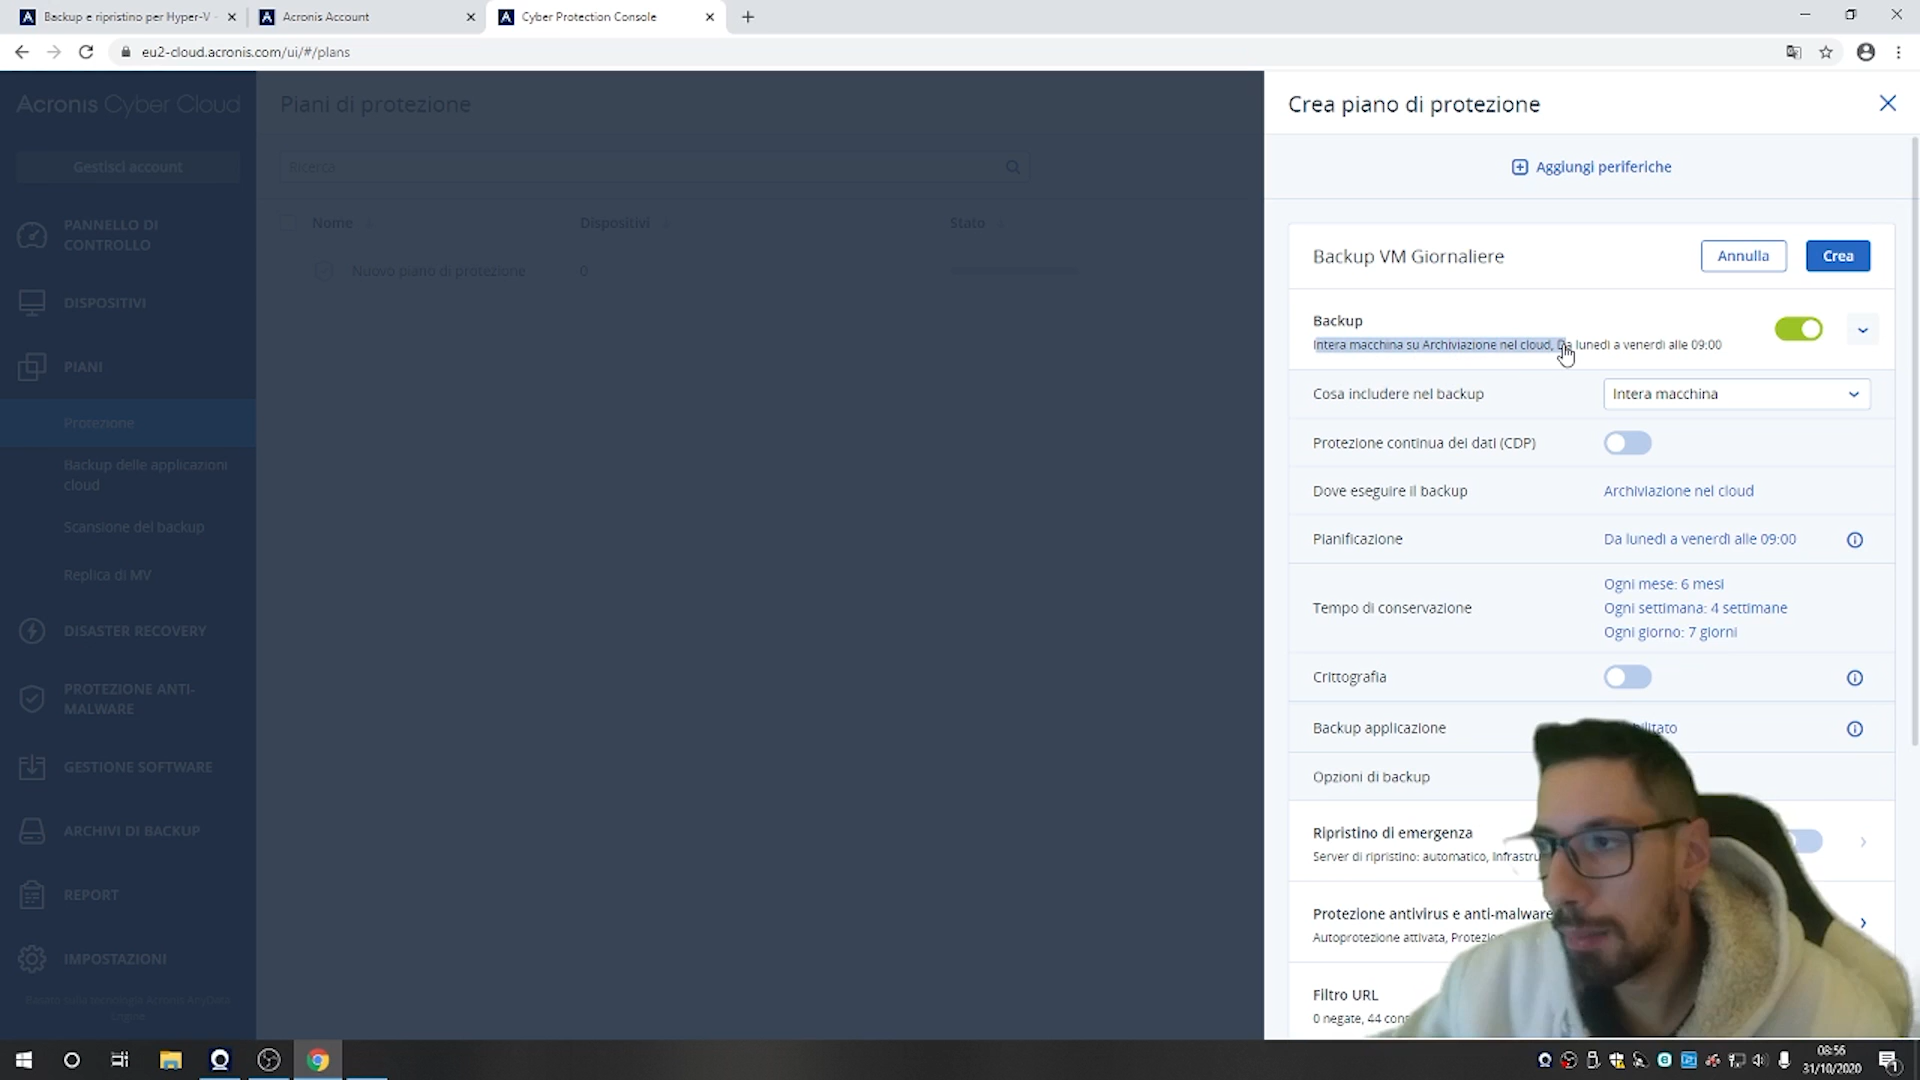 Backup e ripristino per Hyper-V
Acronis Account
Cyber Protection Console
eu2-cloud.acronis.com/ui/#/plans
Acronis Cyber Cloud
Gestisci account
PANNELLO DI
CONTROLLO
DISPOSITIVI
PIANI
Protezione
Backup delle applicazioni
cloud
Scansione del backup
Replica di MV
DISASTER RECOVERY
PROTEZIONE ANTI-
MALWARE
GESTIONE SOFTWARE
ARCHIVI DI BACKUP
REPORT
IMPOSTAZIONI
Basato sulla tecnologia Acronis AnyData
Piani di protezione
Ricerca
Nome
Dispositivi
Stato
Nuovo piano di protezione
0
Crea piano di protezione
Aggiungi periferiche
Backup VM Giornaliere
Annulla
Crea
Backup
Intera macchina su Archiviazione nel cloud, Da lunedì a venerdì alle 09:00
Cosa includere nel backup
Intera macchina
Protezione continua dei dati (CDP)
Dove eseguire il backup
Archiviazione nel cloud
Pianificazione
Da lunedì a venerdì alle 09:00
Tempo di conservazione
Ogni mese: 6 mesi
Ogni settimana: 4 settimane
Ogni giorno: 7 giorni
Crittografia
Backup applicazione
Opzioni di backup
Ripristino di emergenza
Server di ripristino: automatico,
Protezione antivirus e anti-malware
Autoprotezione attivata,
Filtro URL
0 negate, 44
08:56
31/10/2020